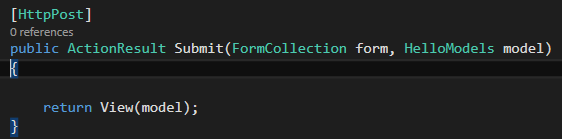 [HttpPost]
0 references
public ActionResult Submit(FormCollection form, HelloModels model)
{
return View(model);
}